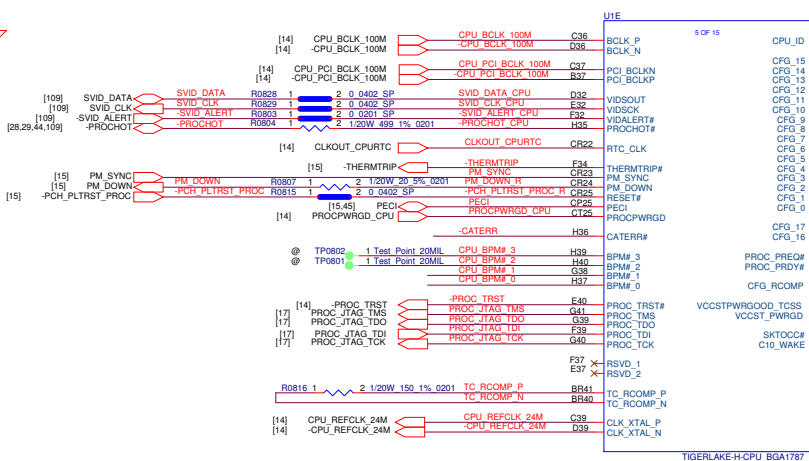 U1E
5 OF 15
[14] CPU_BCLK_100M CPU_BCLK_100M C36 BCLK_P CPU_ID
[14] -CPU_BCLK_100M -CPU_BCLK_100M D36 BCLK_N
CFG_15
[14] CPU_PCI_BCLK_100M CPU_PCI_BCLK_100M C37 PCI_BCLKN CFG_14
[14] -CPU_PCI_BCLK_100M -CPU_PCI_BCLK_100M B37 PCI_BCLKP CFG_13
CFG_12
[109] SVID_DATA SVID_DATA R0828 1 2 0_0402_SP SVID_DATA_CPU D32 VIDSOUT CFG_11
[109] SVID_CLK SVID_CLK R0829 1 2 0_0402_SP SVID_CLK_CPU E32 VIDSCK CFG_10
[109] -SVID_ALERT -SVID_ALERT R0803 1 2 0_0201_SP -SVID_ALERT_CPU F32 VIDALERT# CFG_9
[28,29,44,109] -PROCHOT -PROCHOT R0804 1 2 1/20W_499_1%_0201 -PROCHOT_CPU H35 PROCHOT# CFG_8
CFG_7
[14] CLKOUT_CPURTC CLKOUT_CPURTC CR22 RTC_CLK CFG_6
CFG_5
[15] -THERMTRIP -THERMTRIP F34 THERMTRIP# CFG_4
[15] PM_SYNC PM_SYNC CR23 PM_SYNC CFG_3
[15] PM_DOWN PM_DOWN R0807 1 2 1/20W_20_5%_0201 PM_DOWN_R CR24 PM_DOWN CFG_2
[15] -PCH_PLTRST_PROC -PCH_PLTRST_PROC R0815 1 2 0_0402_SP -PCH_PLTRST_PROC_R CR25 RESET# CFG_1
[15,45] PECI PECI CP25 PECI CFG_0
[14] PROCPWRGD_CPU PROCPWRGD_CPU CT25 PROCPWRGD
CFG_17
-CATERR H36 CATERR# CFG_16
@ TP0802 1 Test_Point_20MIL CPU_BPM#_3 H39 BPM#_3 PROC_PREQ#
@ TP0801 1 Test_Point_20MIL CPU_BPM#_2 H40 BPM#_2 PROC_PRDY#
CPU_BPM#_1 G38 BPM#_1
CPU_BPM#_0 H37 BPM#_0 CFG_RCOMP
[14] -PROC_TRST -PROC_TRST E40 PROC_TRST# VCCSTPWRGOOD_TCSS
[17] PROC_JTAG_TMS PROC_JTAG_TMS G41 PROC_TMS VCCST_PWRGD
[17] PROC_JTAG_TDO PROC_JTAG_TDO G39 PROC_TDO
[17] PROC_JTAG_TDI PROC_JTAG_TDI F39 PROC_TDI SKTOCC#
[17] PROC_JTAG_TCK PROC_JTAG_TCK G40 PROC_TCK C10_WAKE
F37 RSVD_1
E37 RSVD_2
R0816 1 2 1/20W_150_1%_0201 TC_RCOMP_P BR41 TC_RCOMP_P
TC_RCOMP_N BR40 TC_RCOMP_N
[14] CPU_REFCLK_24M CPU_REFCLK_24M C39 CLK_XTAL_P
[14] -CPU_REFCLK_24M -CPU_REFCLK_24M D39 CLK_XTAL_N
TIGERLAKE-H-CPU_BGA1787